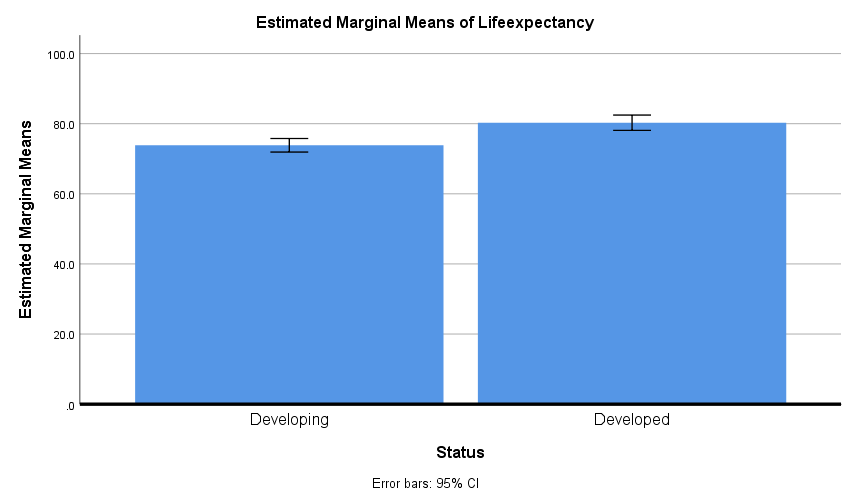 Estimated Marginal Means of Lifeexpectancy
Estimated Marginal Means
100.0
80.0
60.0
40.0
20.0
.0
Developing
Developed
Status
Error bars: 95% CI